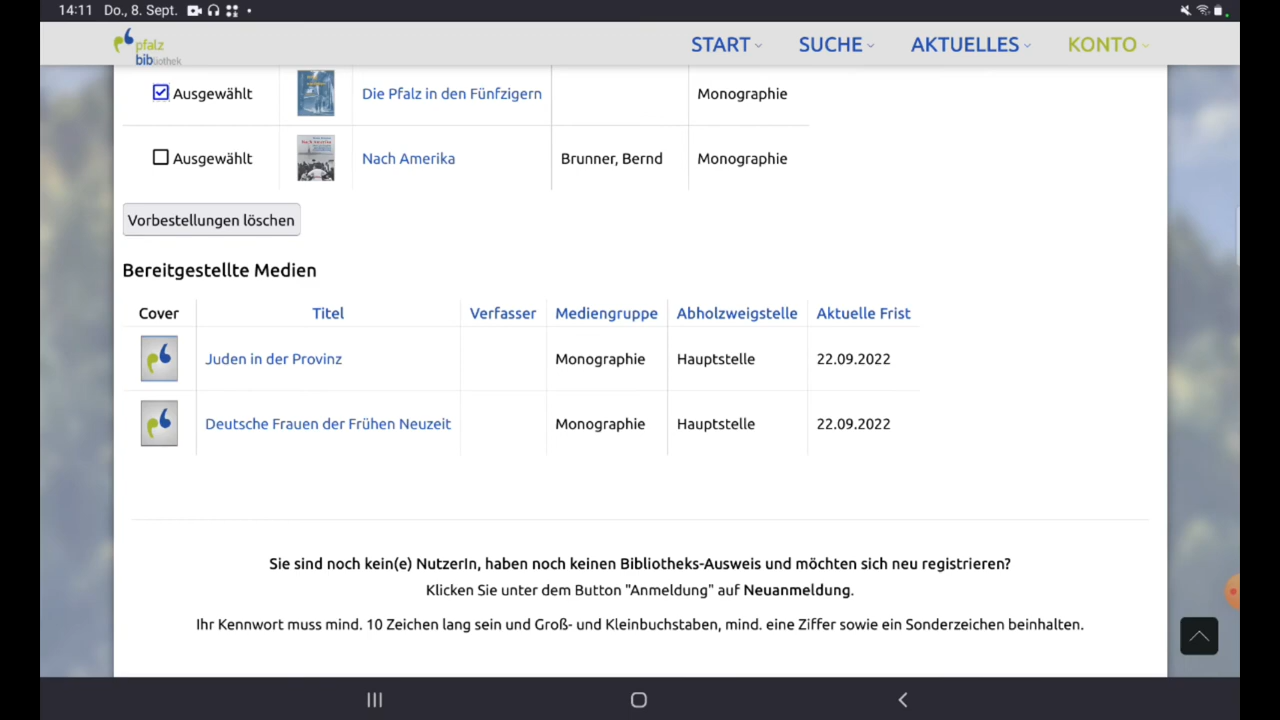 14:11 Do., 8. Sept.
pfalz
bibliothek
START
SUCHE
AKTUELLES
KONTO
Ausgewählt Die Pfalz in den Fünfzigern Monographie
Ausgewählt Nach Amerika Brunner, Bernd Monographie
Vorbestellungen löschen
Bereitgestellte Medien
Cover Titel Verfasser Mediengruppe Abholzweigstelle Aktuelle Frist
Juden in der Provinz Monographie Hauptstelle 22.09.2022
Deutsche Frauen der Frühen Neuzeit Monographie Hauptstelle 22.09.2022
Sie sind noch kein(e) NutzerIn, haben noch keinen Bibliotheks-Ausweis und möchten sich neu registrieren?
Klicken Sie unter dem Button "Anmeldung" auf Neuanmeldung.
Ihr Kennwort muss mind. 10 Zeichen lang sein und Groß- und Kleinbuchstaben, mind. eine Ziffer sowie ein Sonderzeichen beinhalten.